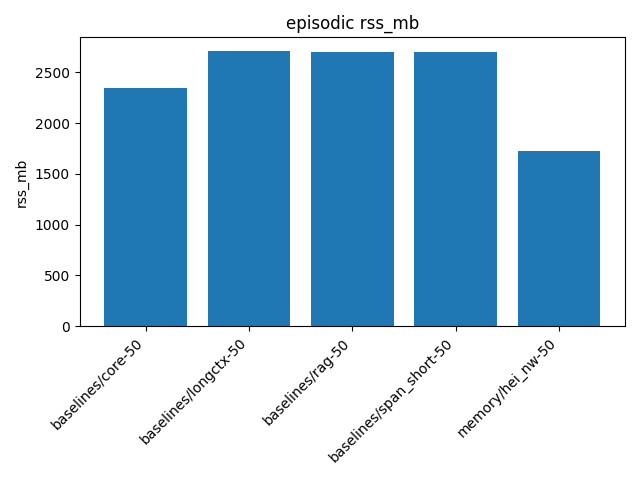 episodic rss_mb
rss_mb
2500
2000
1500
1000
500
0
baselines/core-50
baselines/longctx-50
baselines/rag-50
baselines/span_short-50
memory/hei_nw-50